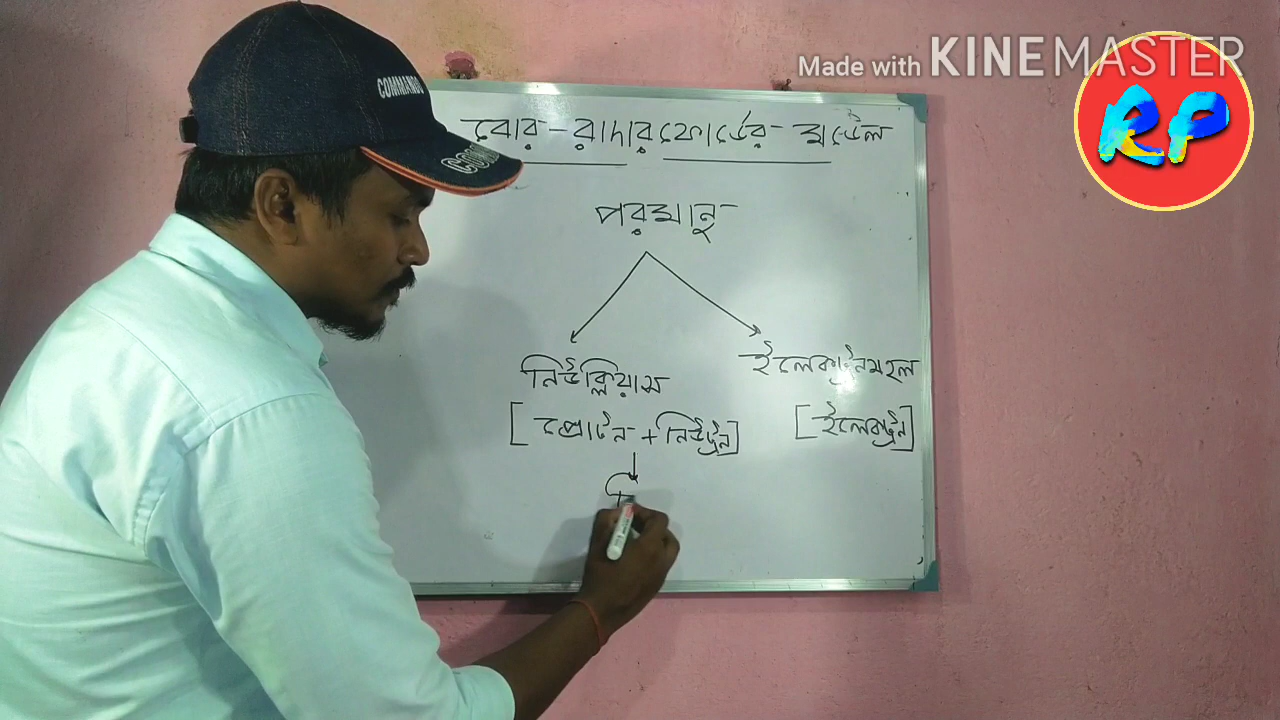 Made with KINEMASTER
RP
COMMANDO
বোর-রাদারফোর্ডের মডেল
পরমানু
নিউক্লিয়াস
ইলেকট্রনমহল
[প্রোটন + নিউট্রন]
[ইলেকট্রন]